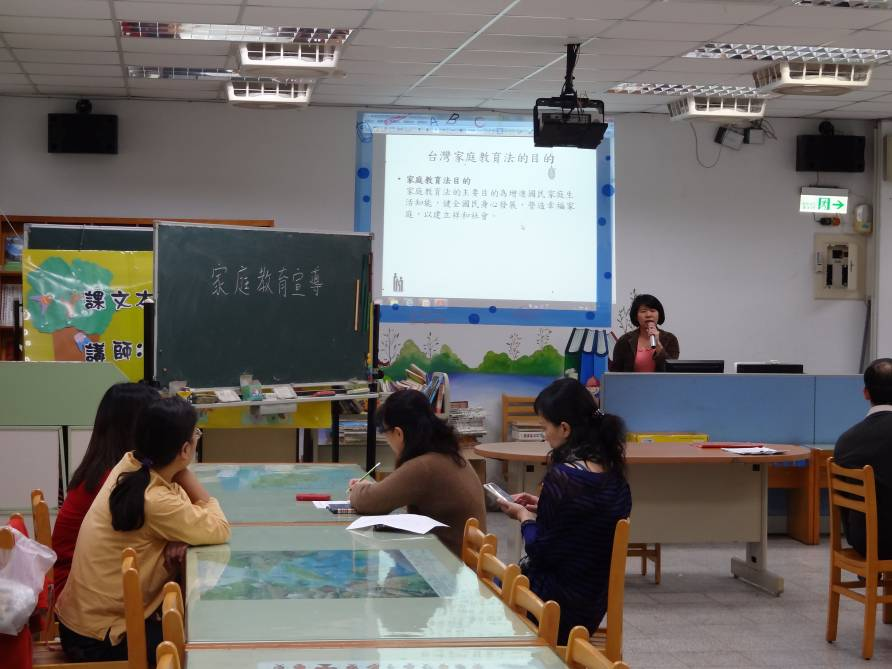 A B C
台灣家庭教育法的目的
• 家庭教育法目的
家庭教育法的主要目的為增進國民家庭生
活知能，健全國民身心發展，營造幸福家
庭，以建立祥和社會。
家庭教育宣導
課文本
講師: